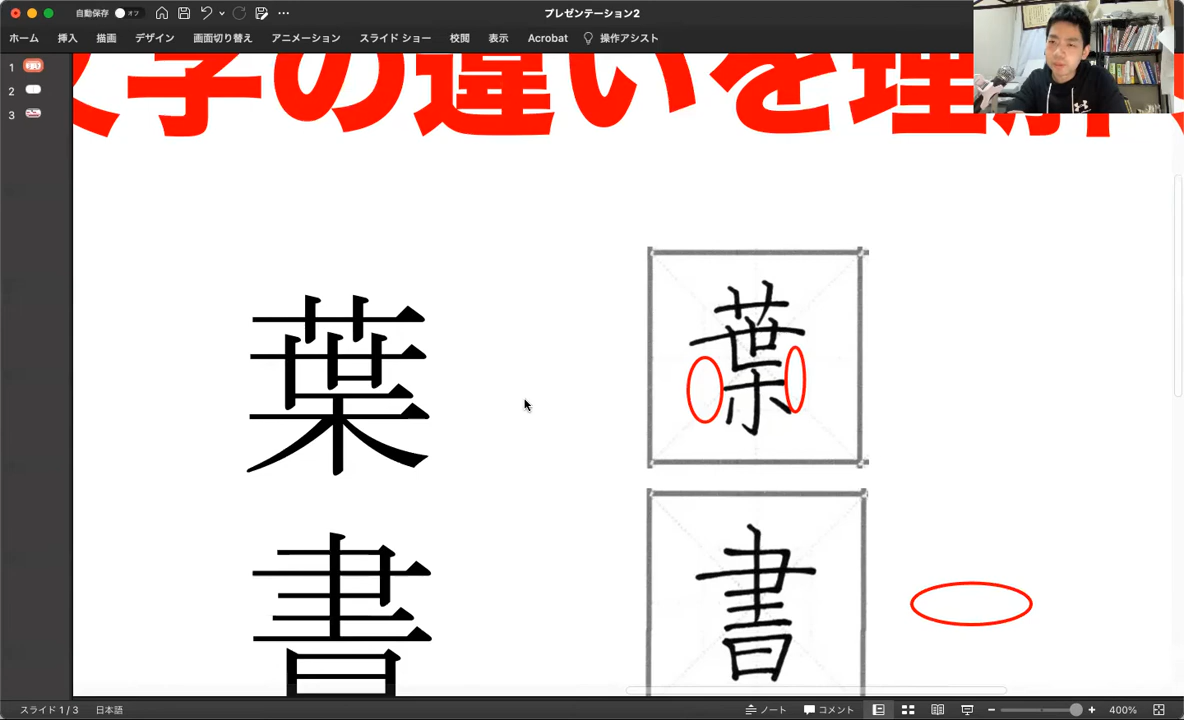 自動保存 オフ プレゼンテーション2
ホーム 挿入 描画 デザイン 画面切り替え アニメーション スライド ショー 校閲 表示 Acrobat 操作アシスト
1
2
3
文字の違いを理解
葉 葉
書 書
スライド 1 / 3 日本語 ノート コメント 400%